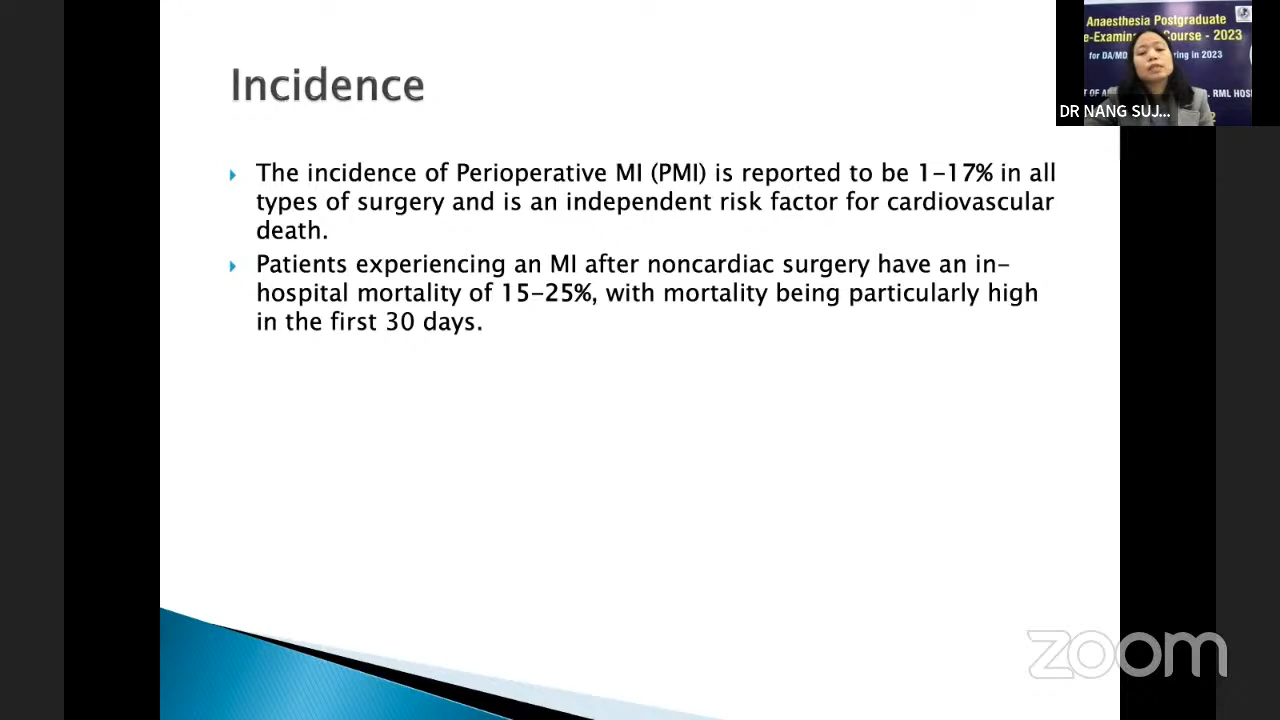 Incidence
The incidence of Perioperative MI (PMI) is reported to be 1-17% in all
types of surgery and is an independent risk factor for cardiovascular
death.
Patients experiencing an MI after noncardiac surgery have an in-
hospital mortality of 15-25%, with mortality being particularly high
in the first 30 days.
Anaesthesia Postgraduate
Course - 2023
for DA/MD
ring in 2023
RML HOS
DR NANG SUJ...
zoom